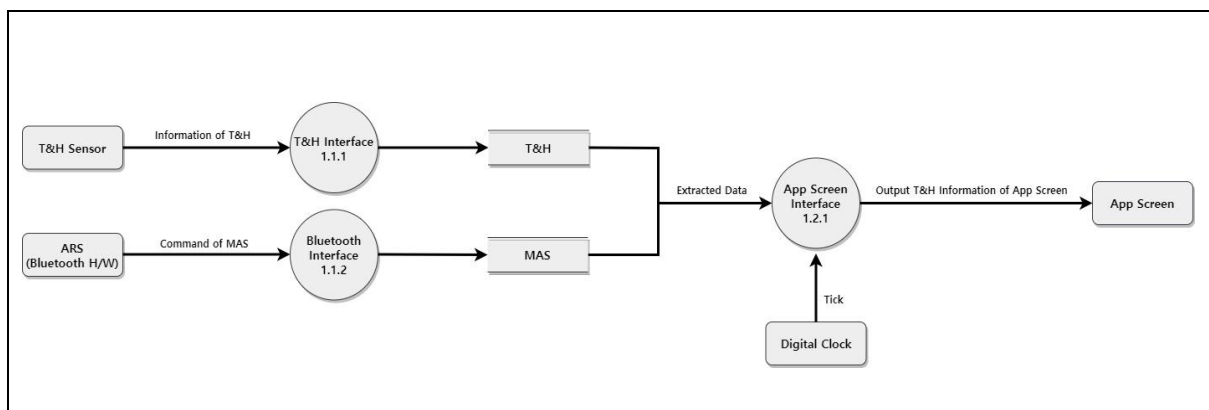 Information of T&H
T&H Sensor
T&H Interface
1.1.1
T&H
Extracted Data
App Screen
Interface
1.2.1
Output T&H Information of App Screen
App Screen
ARS
(Bluetooth H/W)
Command of MAS
Bluetooth
Interface
1.1.2
MAS
Tick
Digital Clock